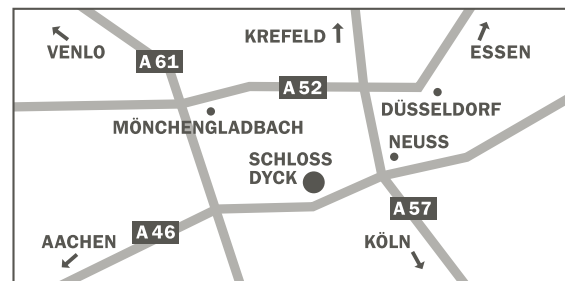 KREFELD
VENLO
ESSEN
A 61
A 52
DÜSSELDORF
MÖNCHENGLADBACH
NEUSS
SCHLOSS
DYCK
A 57
A 46
AACHEN
KÖLN